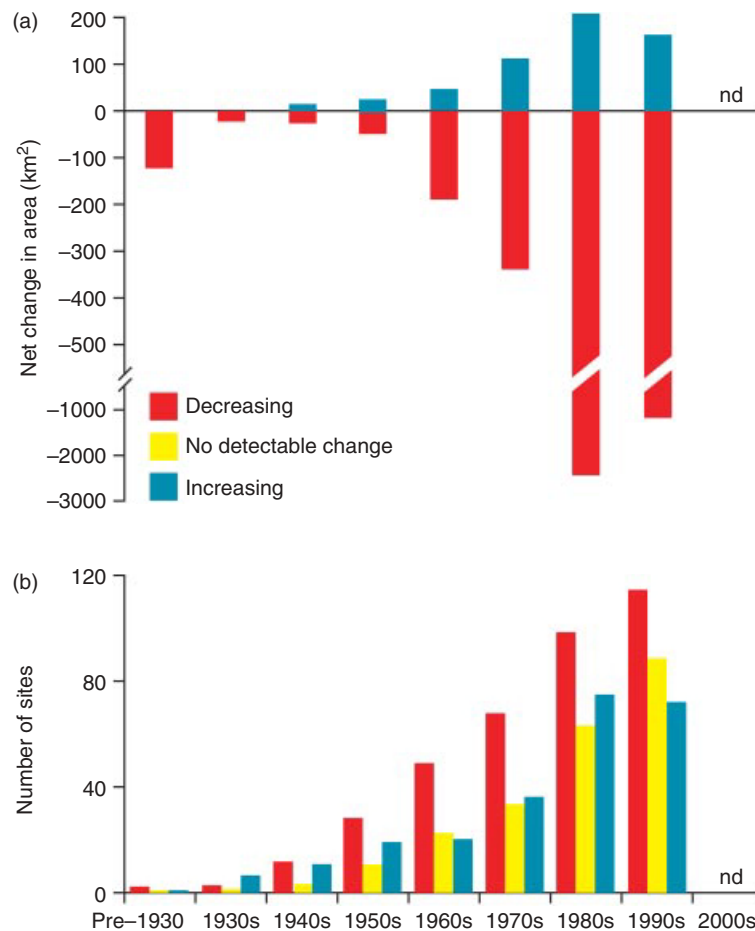 (a)
Net change in area (km²)
200
100
0
–100
–200
–300
–400
–500
–1000
–2000
–3000
nd
Decreasing
No detectable change
Increasing
(b)
Number of sites
120
80
40
0
nd
Pre–1930 1930s 1940s 1950s 1960s 1970s 1980s 1990s 2000s